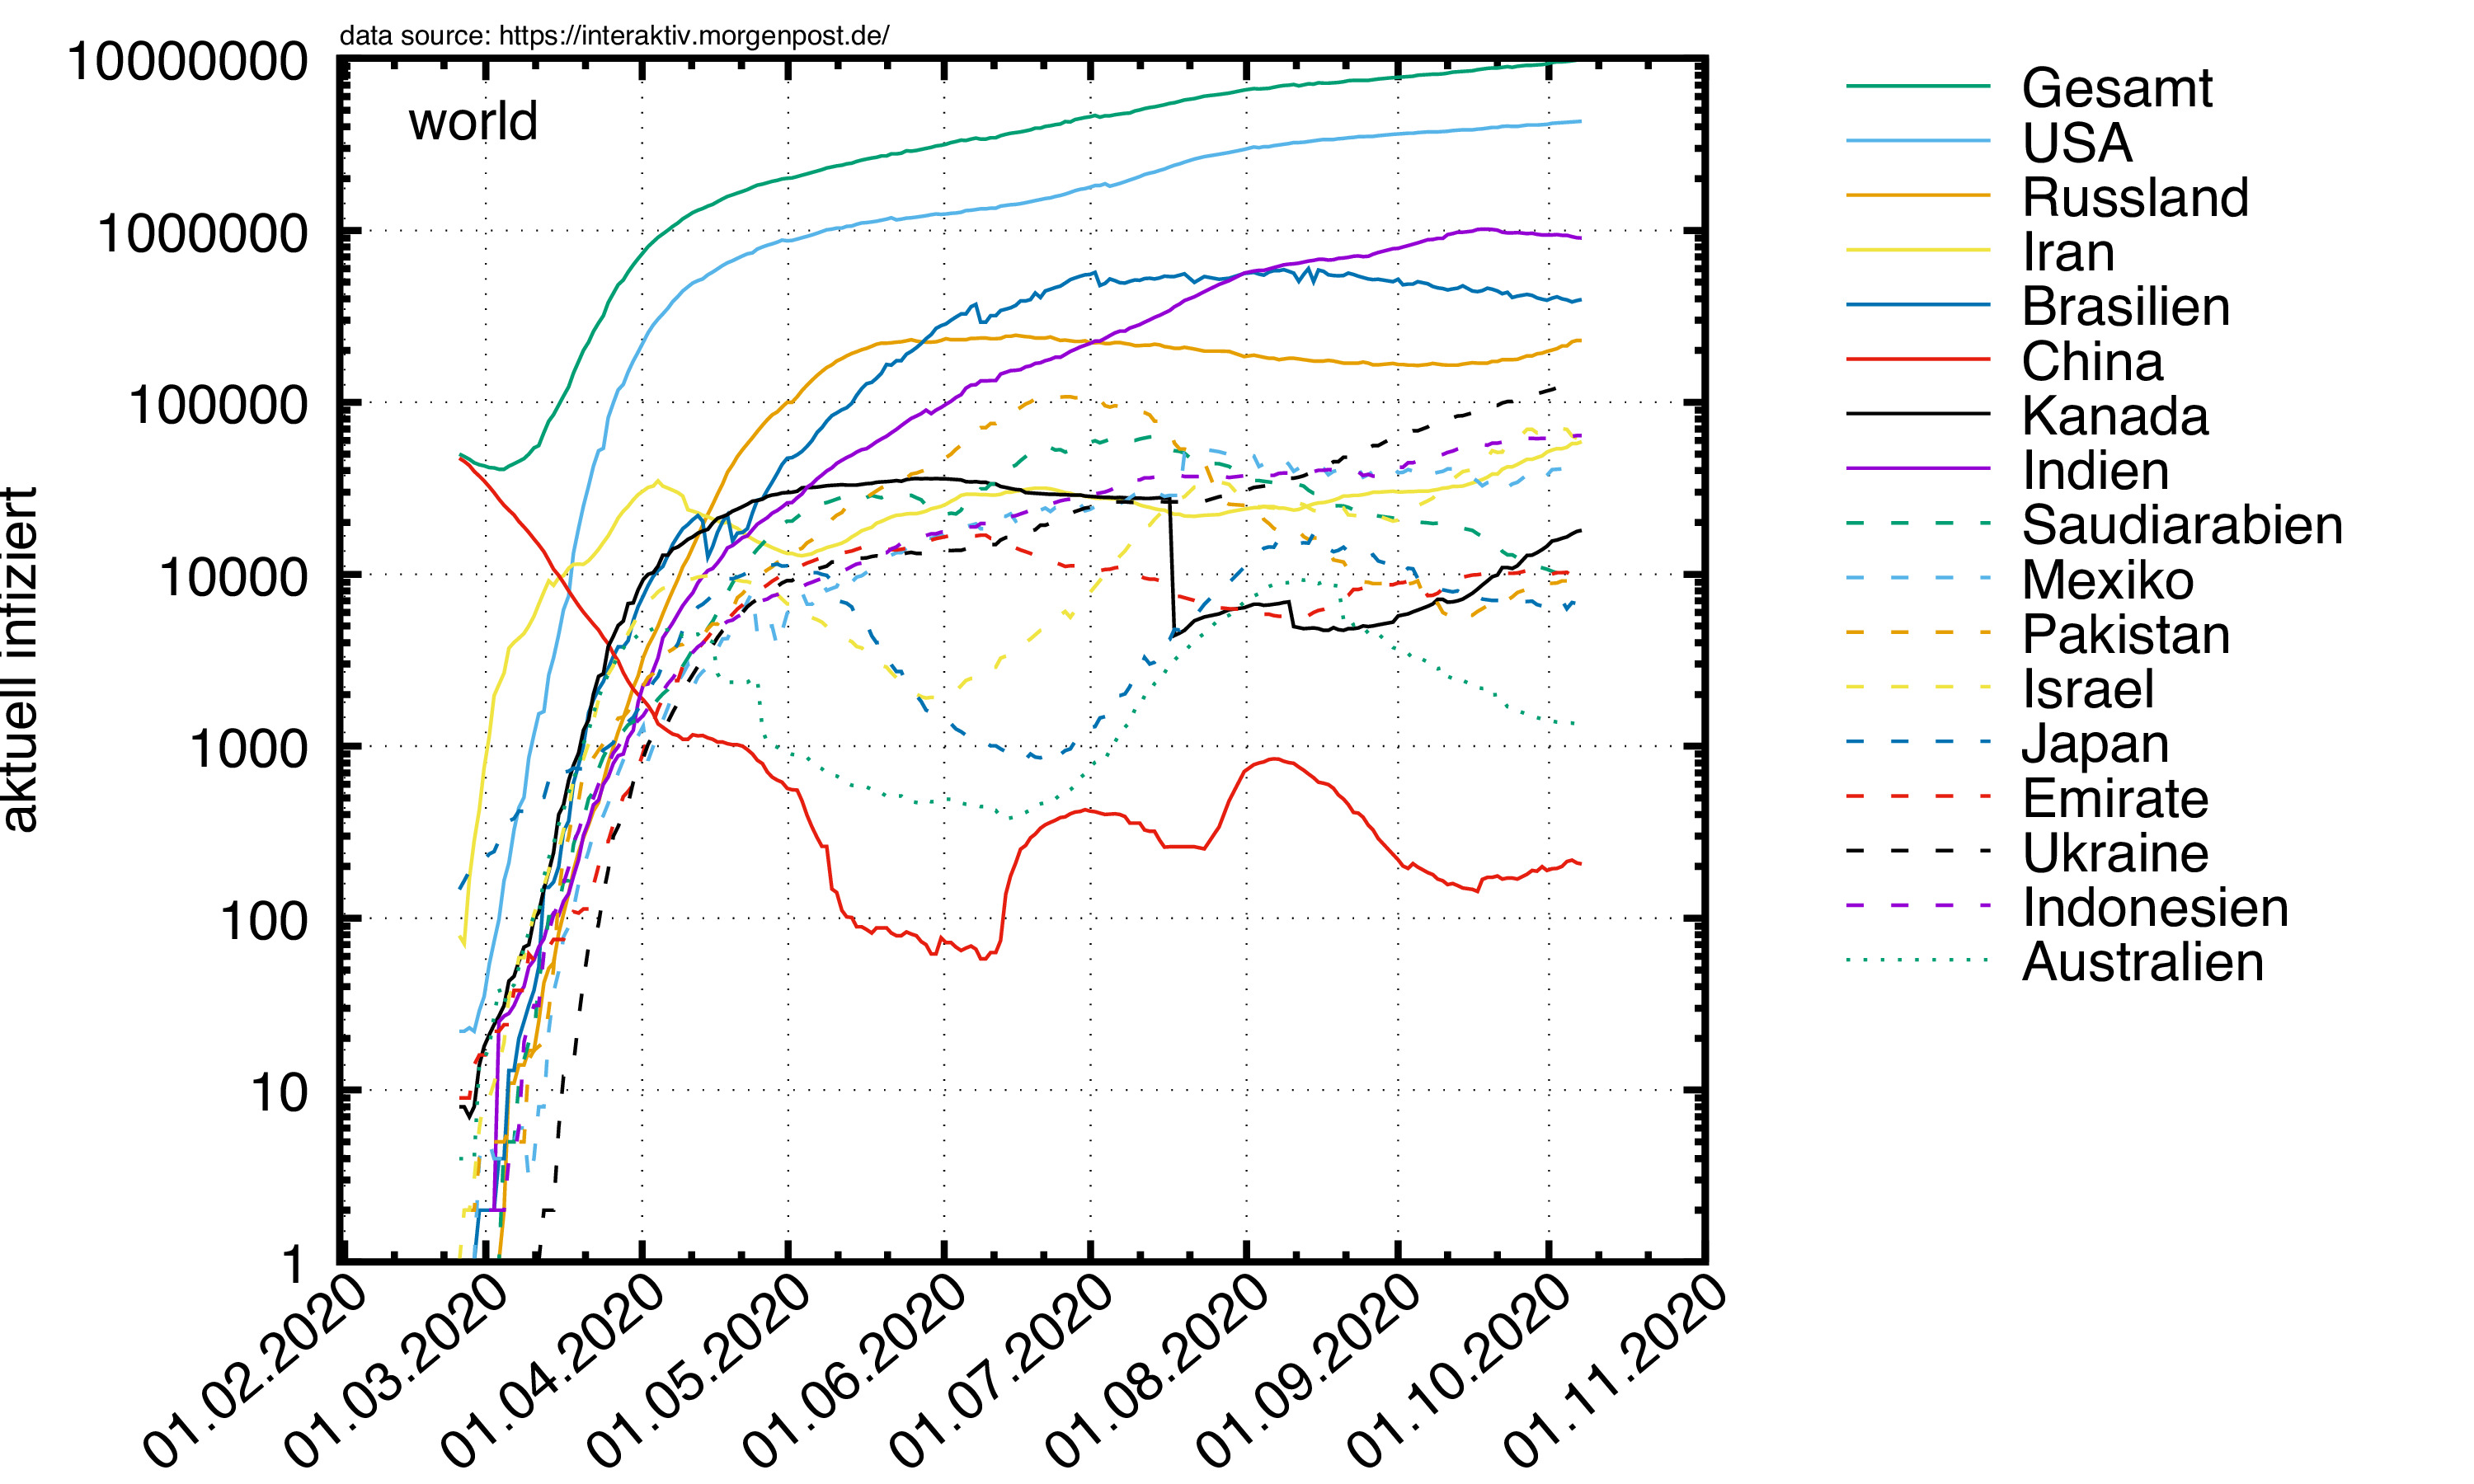 data source: https://interaktiv.morgenpost.de/
world
aktuell infiziert
10000000
1000000
100000
10000
1000
100
10
1
01.02.2020
01.03.2020
01.04.2020
01.05.2020
01.06.2020
01.07.2020
01.08.2020
01.09.2020
01.10.2020
01.11.2020
Gesamt
USA
Russland
Iran
Brasilien
China
Kanada
Indien
Saudiarabien
Mexiko
Pakistan
Israel
Japan
Emirate
Ukraine
Indonesien
Australien